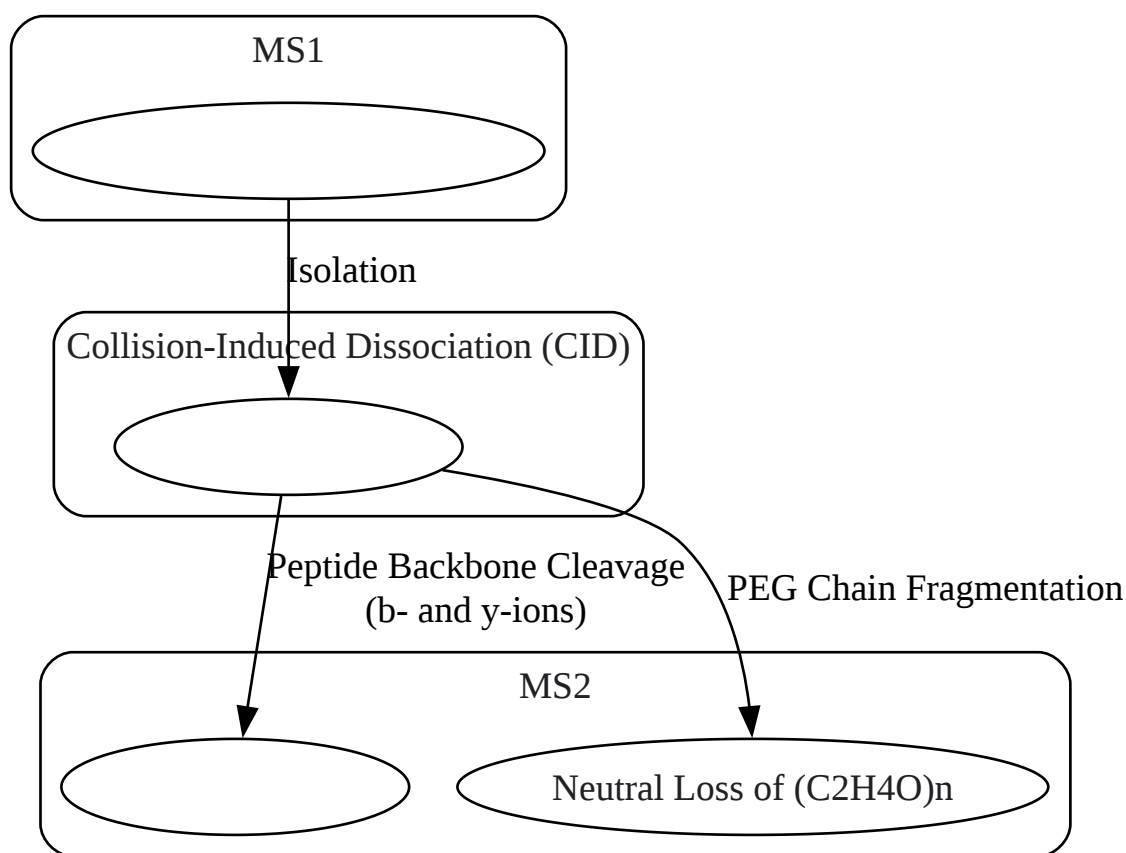 MS1
Isolation
Collision-Induced Dissociation (CID)
Peptide Backbone Cleavage
(b- and y-ions)
PEG Chain Fragmentation
MS2
Neutral Loss of (C2H4O)n